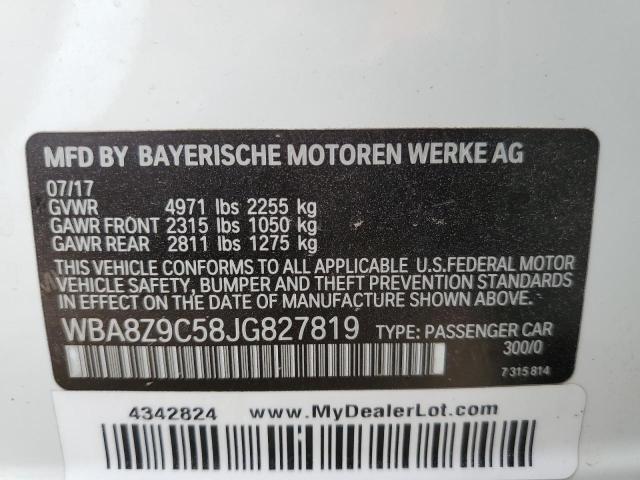 MFD BY BAYERISCHE MOTOREN WERKE AG
07/17
GVWR 4971 lbs 2255 kg
GAWR FRONT 2315 lbs 1050 kg
GAWR REAR 2811 lbs 1275 kg
THIS VEHICLE CONFORMS TO ALL APPLICABLE U.S.FEDERAL MOTOR
VEHICLE SAFETY, BUMPER AND THEFT PREVENTION STANDARDS
IN EFFECT ON THE DATE OF MANUFACTURE SHOWN ABOVE.
WBA8Z9C58JG827819 TYPE: PASSENGER CAR
300/0
7315814
4342824 www.MyDealerLot.com